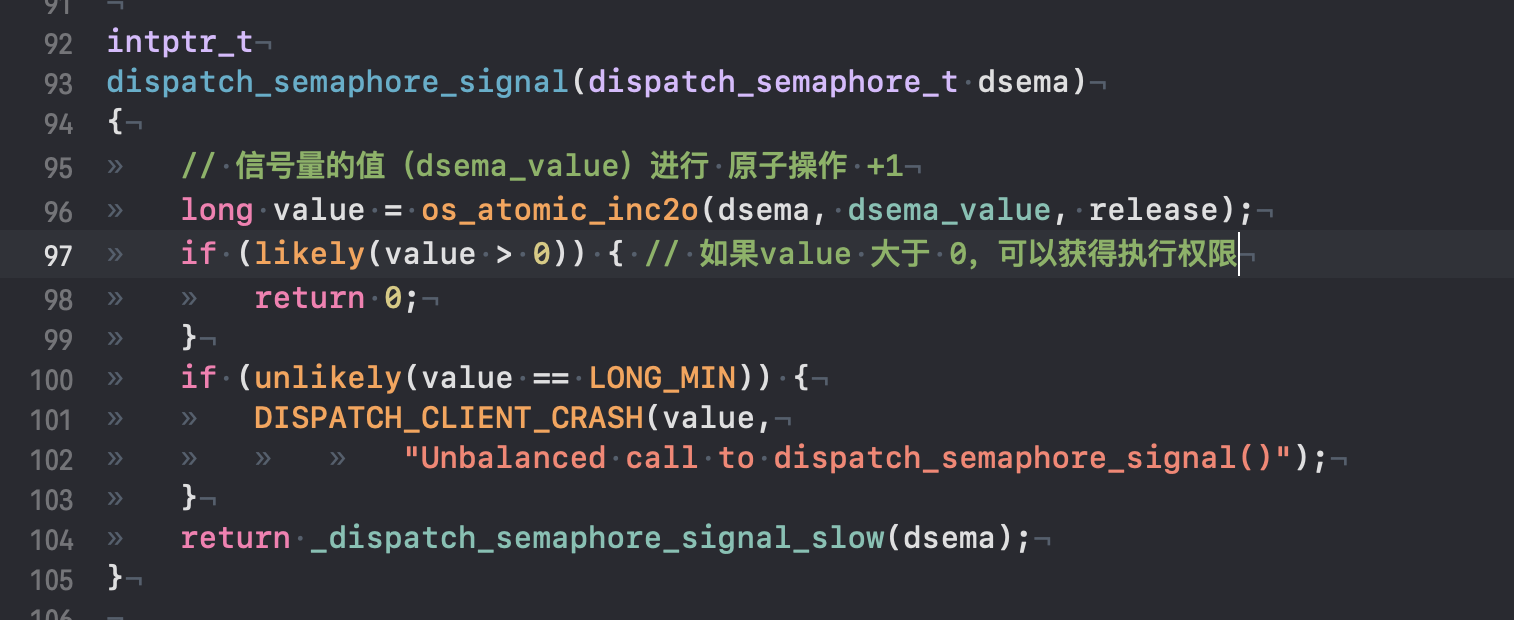 91
92 intptr_t
93 dispatch_semaphore_signal(dispatch_semaphore_t dsema)
94 {
95 // 信号量的值（dsema_value）进行 原子操作 +1
96 long value = os_atomic_inc2o(dsema, dsema_value, release);
97 if (likely(value > 0)) { // 如果value 大于 0，可以获得执行权限
98 return 0;
99 }
100 if (unlikely(value == LONG_MIN)) {
101 DISPATCH_CLIENT_CRASH(value,
102 "Unbalanced call to dispatch_semaphore_signal()");
103 }
104 return _dispatch_semaphore_signal_slow(dsema);
105 }
106